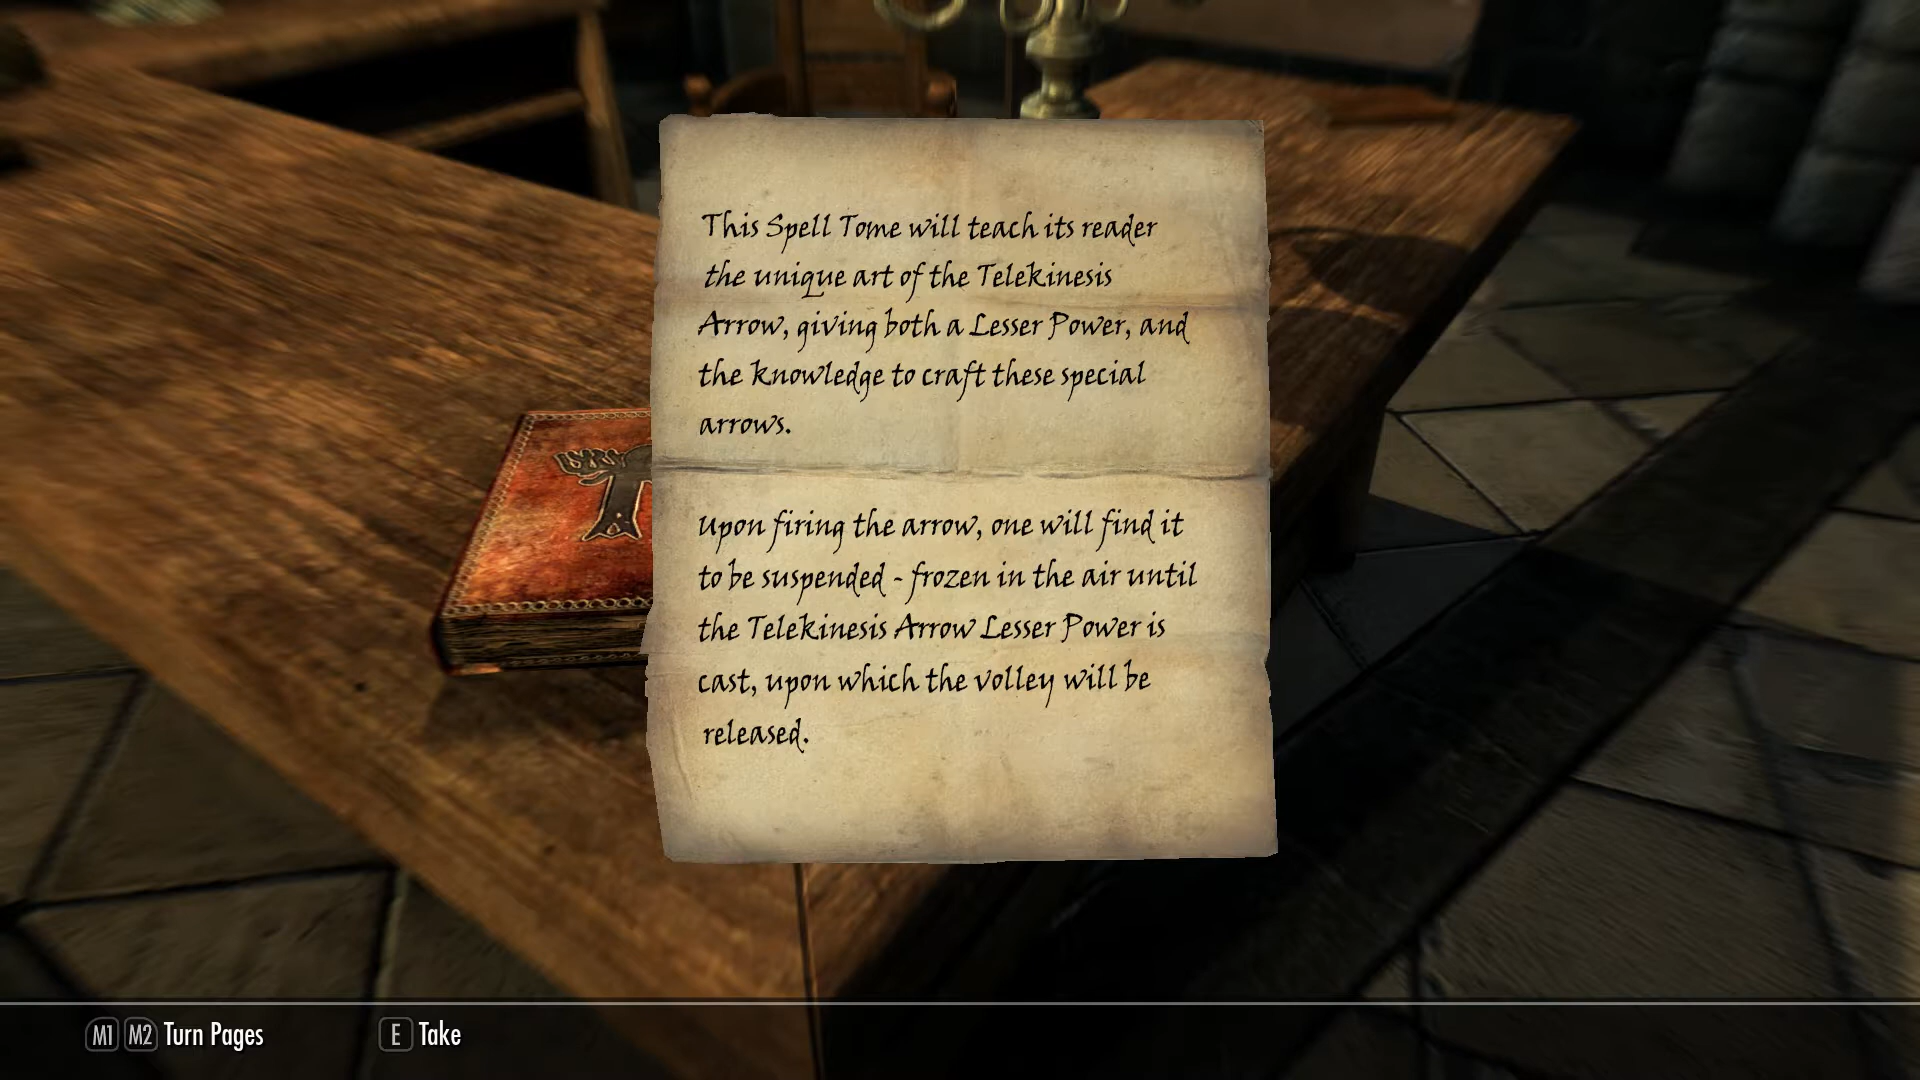 This Spell Tome will teach its reader
the unique art of the Telekinesis
Arrow, giving both a Lesser Power, and
the knowledge to craft these special
arrows.
Upon firing the arrow, one will find it
to be suspended - frozen in the air until
the Telekinesis Arrow Lesser Power is
cast, upon which the volley will be
released.
M1 M2 Turn Pages E Take